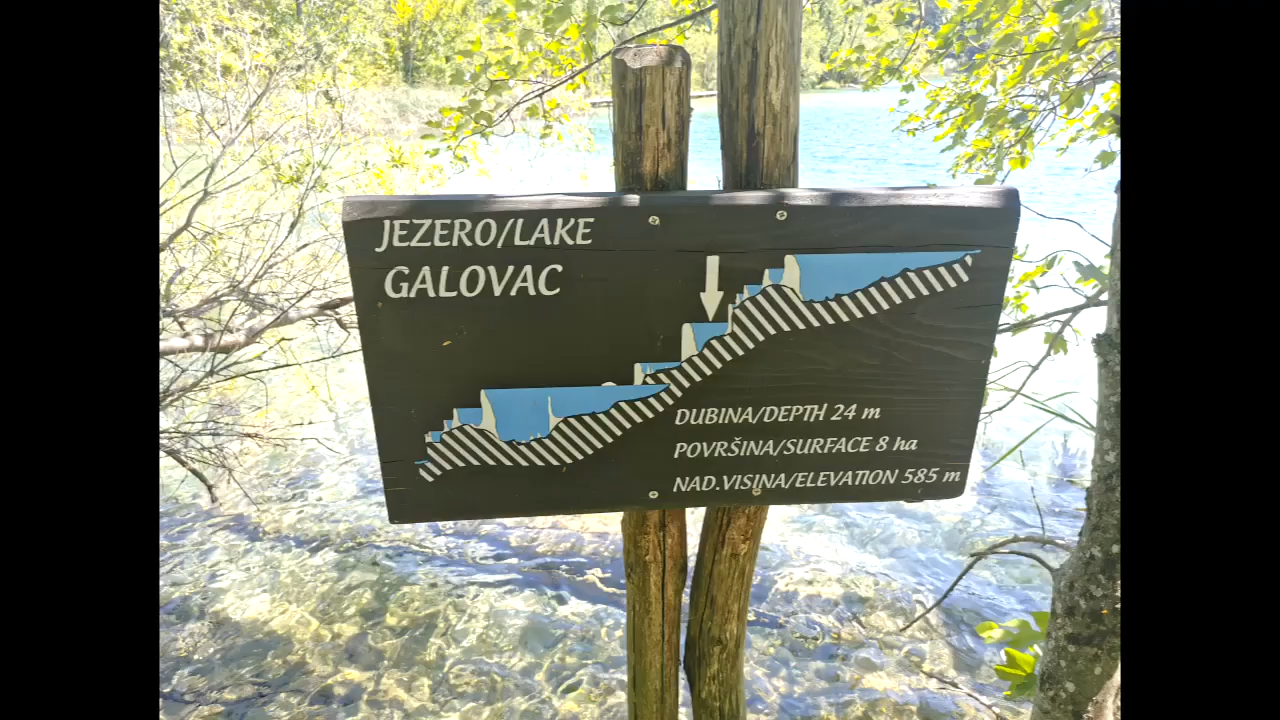 JEZERO/LAKE
GALOVAC
DUBINA/DEPTH 24 m
POVRŠINA/SURFACE 8 ha
NAD.VISINA/ELEVATION 585 m